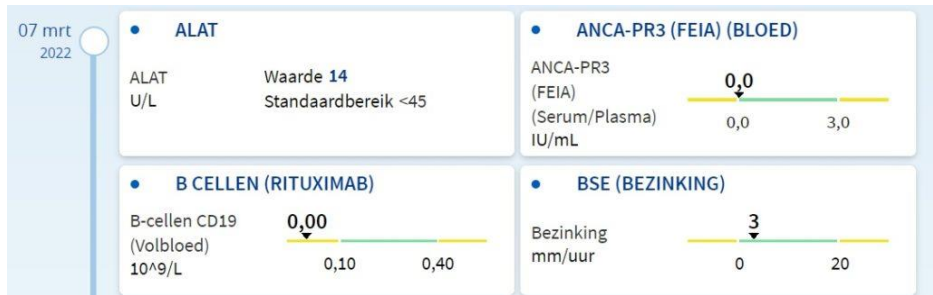 07 mrt
2022
• ALAT
ALAT
U/L
Waarde 14
Standaardbereik <45
• ANCA-PR3 (FEIA) (BLOED)
ANCA-PR3
(FEIA)
(Serum/Plasma)
IU/mL
0,0
0,0 3,0
• B CELLEN (RITUXIMAB)
B-cellen CD19
(Volbloed)
10^9/L
0,00
0,10 0,40
• BSE (BEZINKING)
Bezinking
mm/uur
3
0 20